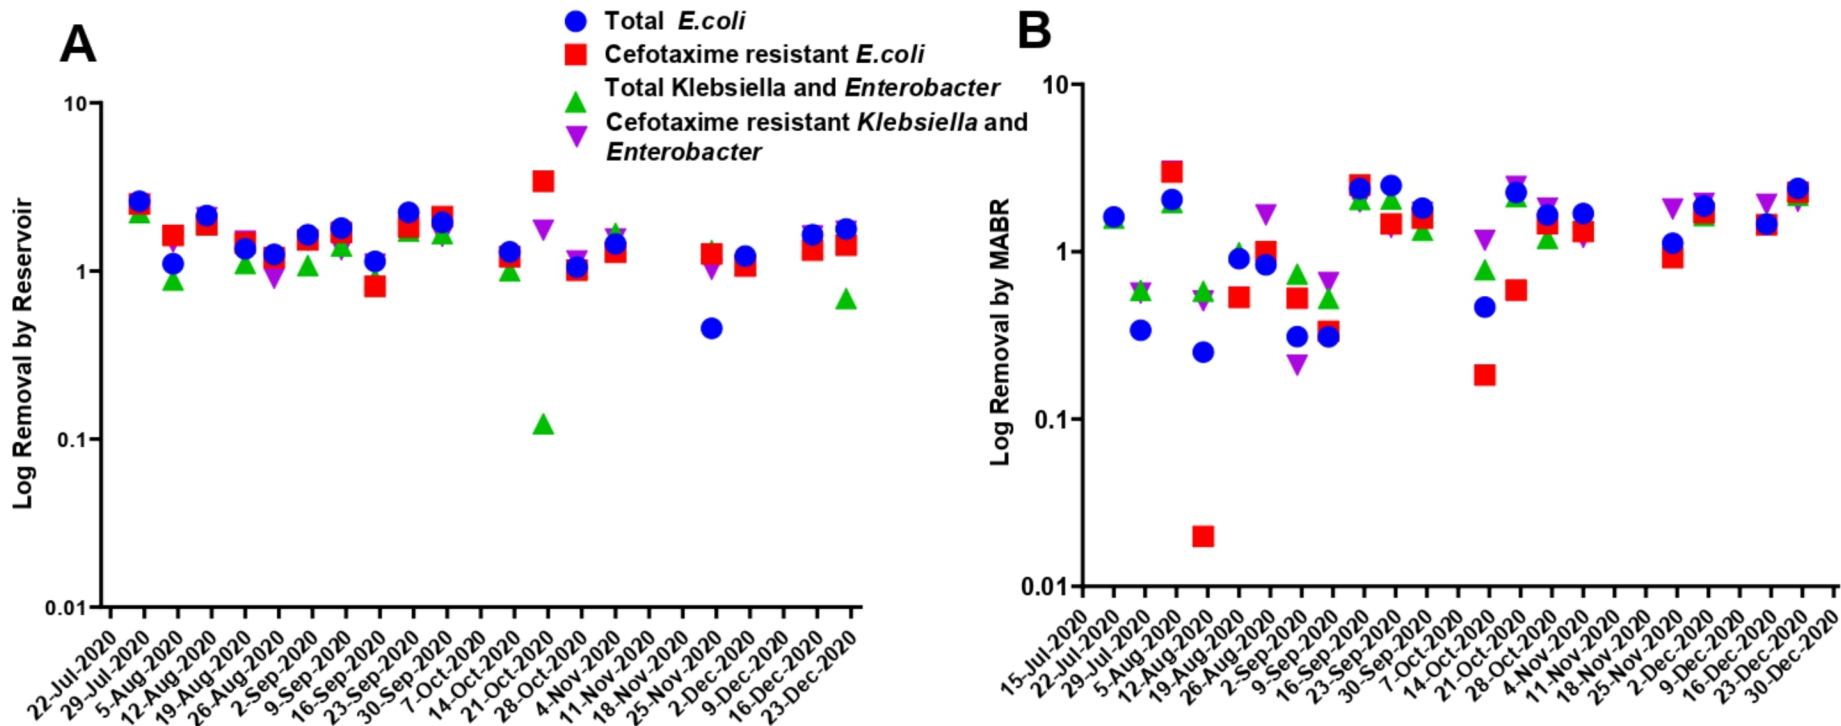 A
Total E.coli
Cefotaxime resistant E.coli
Total Klebsiella and Enterobacter
Cefotaxime resistant Klebsiella and
Enterobacter
Log Removal by Reservoir
10
1
0.1
0.01
22-Jul-2020
29-Jul-2020
5-Aug-2020
12-Aug-2020
19-Aug-2020
26-Aug-2020
2-Sep-2020
9-Sep-2020
16-Sep-2020
23-Sep-2020
30-Sep-2020
7-Oct-2020
14-Oct-2020
21-Oct-2020
28-Oct-2020
4-Nov-2020
11-Nov-2020
18-Nov-2020
25-Nov-2020
2-Dec-2020
9-Dec-2020
16-Dec-2020
23-Dec-2020
B
Log Removal by MABR
10
1
0.1
0.01
15-Jul-2020
22-Jul-2020
29-Jul-2020
5-Aug-2020
12-Aug-2020
19-Aug-2020
26-Aug-2020
2-Sep-2020
9-Sep-2020
16-Sep-2020
23-Sep-2020
30-Sep-2020
7-Oct-2020
14-Oct-2020
21-Oct-2020
28-Oct-2020
4-Nov-2020
11-Nov-2020
18-Nov-2020
25-Nov-2020
2-Dec-2020
9-Dec-2020
16-Dec-2020
23-Dec-2020
30-Dec-2020